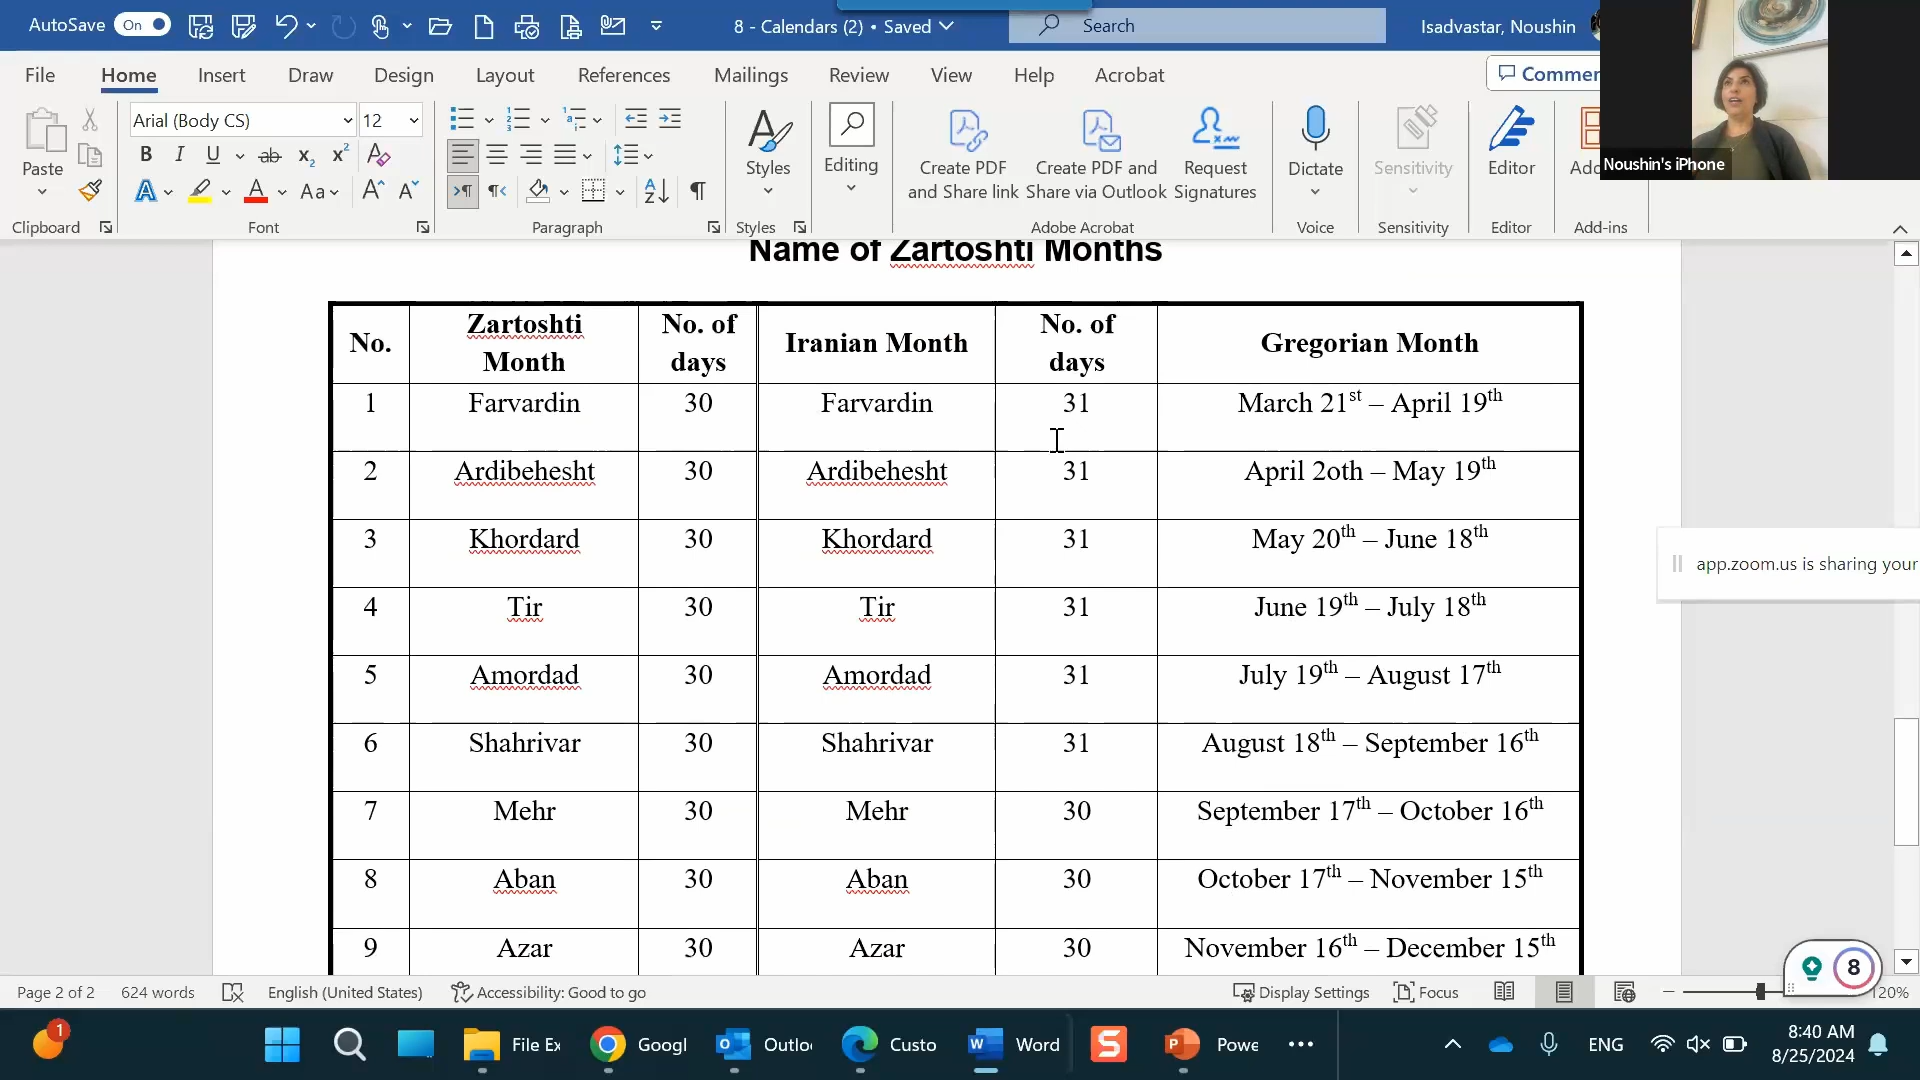 AutoSave On 8 - Calendars (2) • Saved Search Isadvastar, Noushin
File Home Insert Draw Design Layout References Mailings Review View Help Acrobat
Arial (Body CS) 12
Paste
B I U ab x₂ x² A
A A Aa A A
Styles
Editing
Create PDF and Share link
Create PDF and Share via Outlook
Request Signatures
Dictate
Sensitivity
Editor
Noushin's iPhone
Clipboard Font Paragraph Styles Adobe Acrobat Voice Sensitivity Editor Add-ins
Name of Zartoshti Months
No. Zartoshti Month No. of days Iranian Month No. of days Gregorian Month
1 Farvardin 30 Farvardin 31 March 21st – April 19th
2 Ardibehesht 30 Ardibehesht 31 April 2oth – May 19th
3 Khordard 30 Khordard 31 May 20th – June 18th
4 Tir 30 Tir 31 June 19th – July 18th
5 Amordad 30 Amordad 31 July 19th – August 17th
6 Shahrivar 30 Shahrivar 31 August 18th – September 16th
7 Mehr 30 Mehr 30 September 17th – October 16th
8 Aban 30 Aban 30 October 17th – November 15th
9 Azar 30 Azar 30 November 16th – December 15th
app.zoom.us is sharing your
8
Page 2 of 2 624 words English (United States) Accessibility: Good to go Display Settings Focus 120%
1 File Ex Googl Outlo Custo Word Powe ENG 8:40 AM
8/25/2024